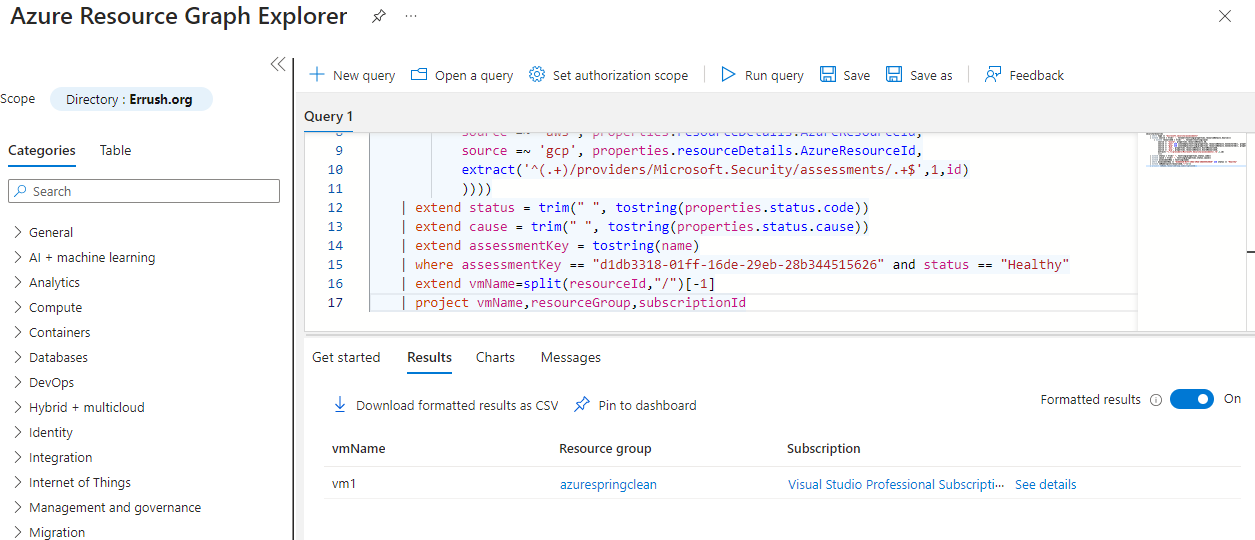 Azure Resource Graph Explorer
Scope
Directory : Errush.org
Categories
Table
Search
General
AI + machine learning
Analytics
Compute
Containers
Databases
DevOps
Hybrid + multicloud
Identity
Integration
Internet of Things
Management and governance
Migration
New query
Open a query
Set authorization scope
Run query
Save
Save as
Feedback
Query 1
8 source =~ 'aws', properties.resourceDetails.AzureResourceId,
9 source =~ 'gcp', properties.resourceDetails.AzureResourceId,
10 extract('^(.+)/providers/Microsoft.Security/assessments/.+$',1,id)
11 ))))
12 | extend status = trim(" ", tostring(properties.status.code))
13 | extend cause = trim(" ", tostring(properties.status.cause))
14 | extend assessmentKey = tostring(name)
15 | where assessmentKey == "d1db3318-01ff-16de-29eb-28b344515626" and status == "Healthy"
16 | extend vmName=split(resourceId,"/")[-1]
17 | project vmName,resourceGroup,subscriptionId
Get started
Results
Charts
Messages
Download formatted results as CSV
Pin to dashboard
Formatted results
On
vmName Resource group Subscription
vm1 azurespringclean Visual Studio Professional Subscripti··· See details